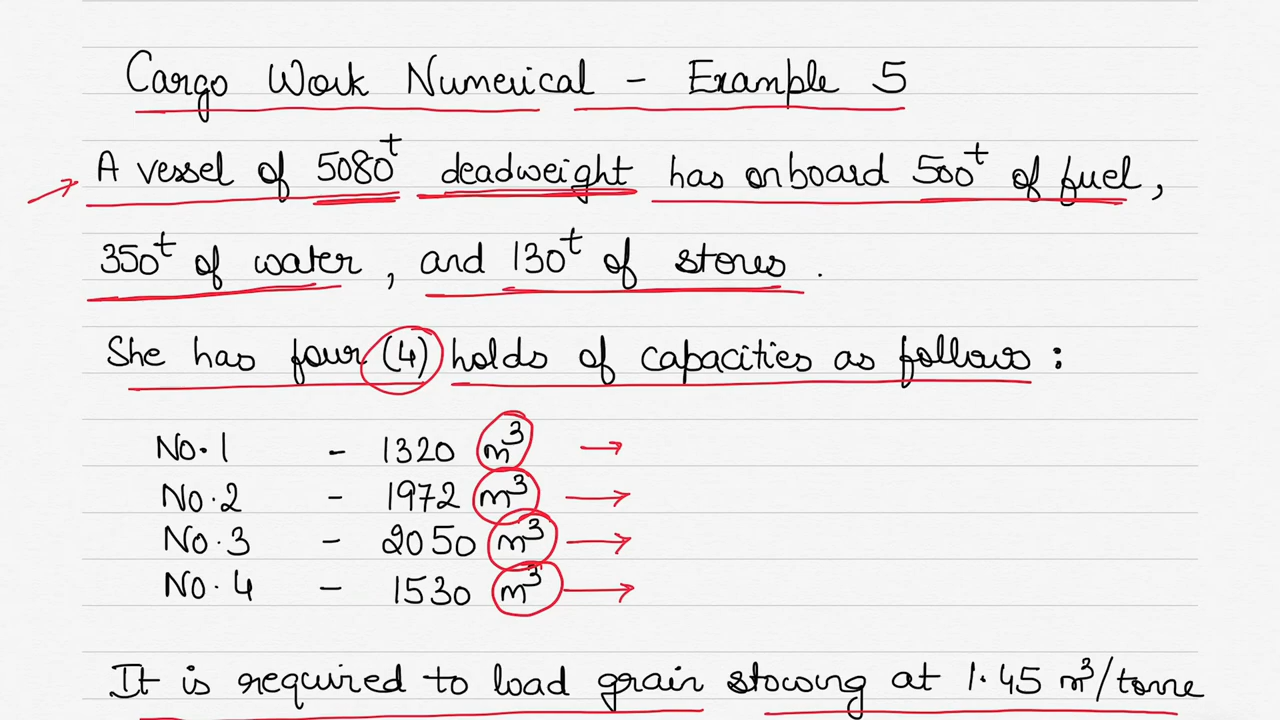 Cargo Work Numerical - Example 5
A vessel of 5080ᵗ deadweight has onboard 500ᵗ of fuel,
350ᵗ of water, and 130ᵗ of stores.
She has four (4) holds of capacities as follows:
No.1 - 1320 m³
No.2 - 1972 m³
No.3 - 2050 m³
No.4 - 1530 m³
It is required to load grain stowing at 1.45 m³/tonne